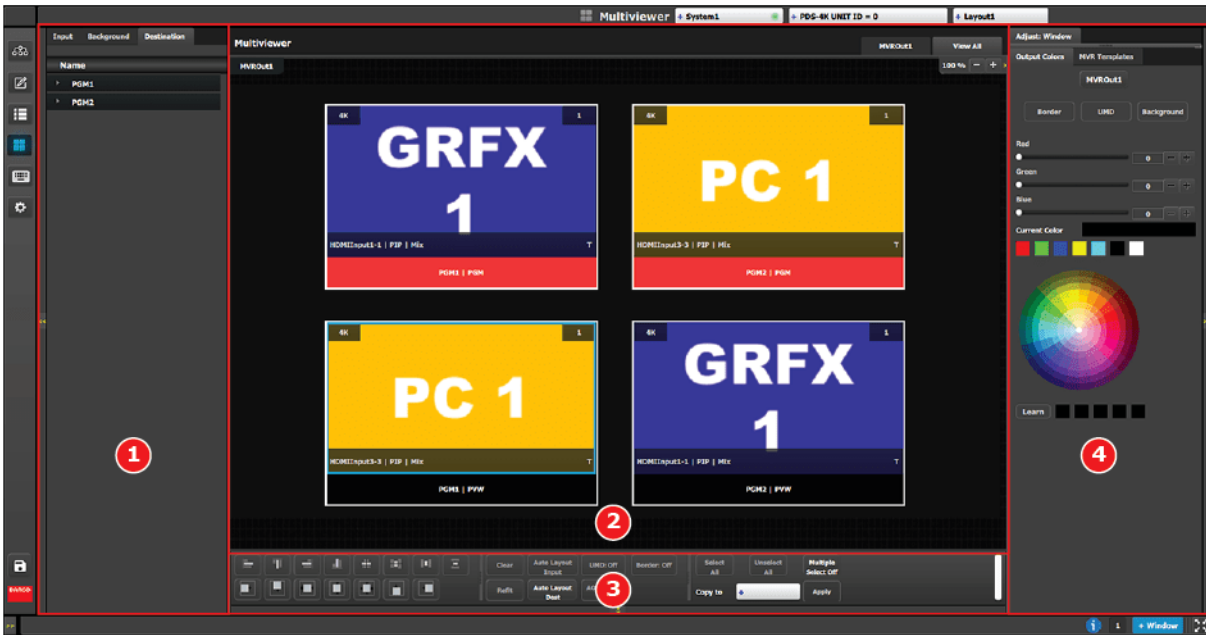 Multiviewer
+ System1
+ PDS-4K UNIT ID = 0
+ Layout1
Input Background Destination
Name
PGM1
PGM2
1
Multiviewer
MVROut1 View All
MVROut1
100 % - +
4K 1
GRFX
1
HDMIInput1-1 | PIP | Mix T
PGM1 | PGM
4K 1
PC 1
HDMIInput3-3 | PIP | Mix T
PGM2 | PGM
4K 1
PC 1
HDMIInput3-3 | PIP | Mix T
PGM1 | PVW
4K 1
GRFX
1
HDMIInput1-1 | PIP | Mix T
PGM2 | PVW
2
Clear
Auto Layout
Input
UMD: Off
Border: Off
Select
All
Unselect
All
Multiple
Select Off
Refit
Auto Layout
Dest
3
Copy to
+
Apply
Adjust: Window
Output Colors MVR Templates
MVROut1
Border UMD Background
Red
0 - +
Green
0 - +
Blue
0 - +
Current Color
Learn
4
i 1 + Window